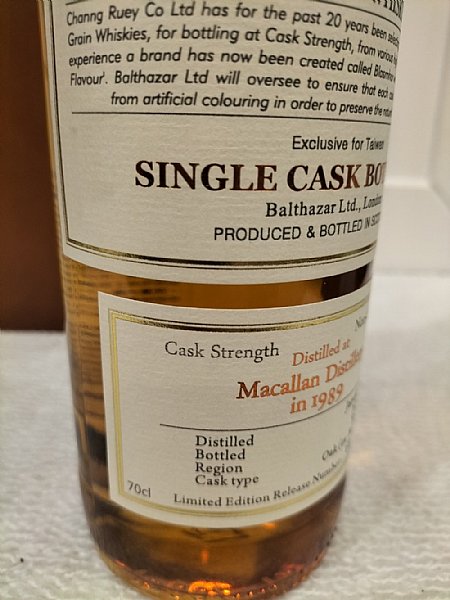 Channg Ruey Co Ltd has for the past 20 years been
Grain Whiskies, for bottling at Cask Strength, from various
experience a brand has now been created called
Flavour'. Balthazar Ltd will oversee to ensure that each
from artificial colouring in order to preserve the
Exclusive for Taiwan
SINGLE CASK
Balthazar Ltd., London
PRODUCED & BOTTLED IN
Cask Strength
Distilled at
Macallan
in 1989
Distilled
Bottled
Region
Cask type
Oak
70cl
Limited Edition Release Number